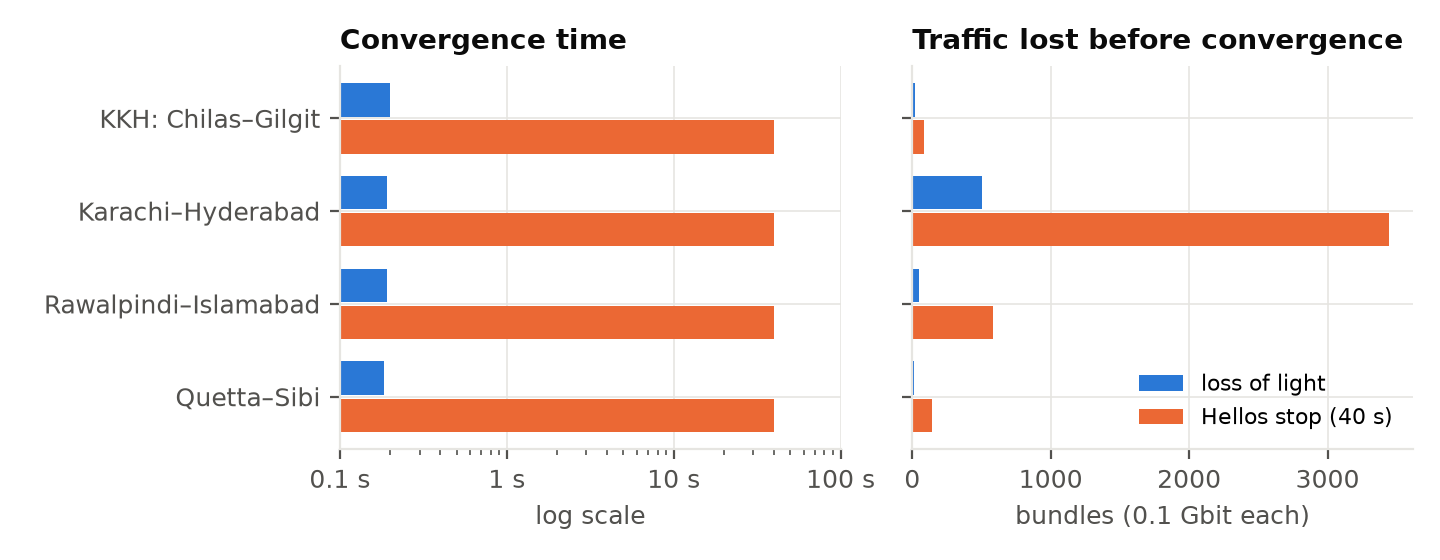 Convergence time
Traffic lost before convergence
KKH: Chilas–Gilgit
Karachi–Hyderabad
Rawalpindi–Islamabad
Quetta–Sibi
loss of light
Hellos stop (40 s)
0.1 s 1 s 10 s 100 s
0 1000 2000 3000
log scale
bundles (0.1 Gbit each)